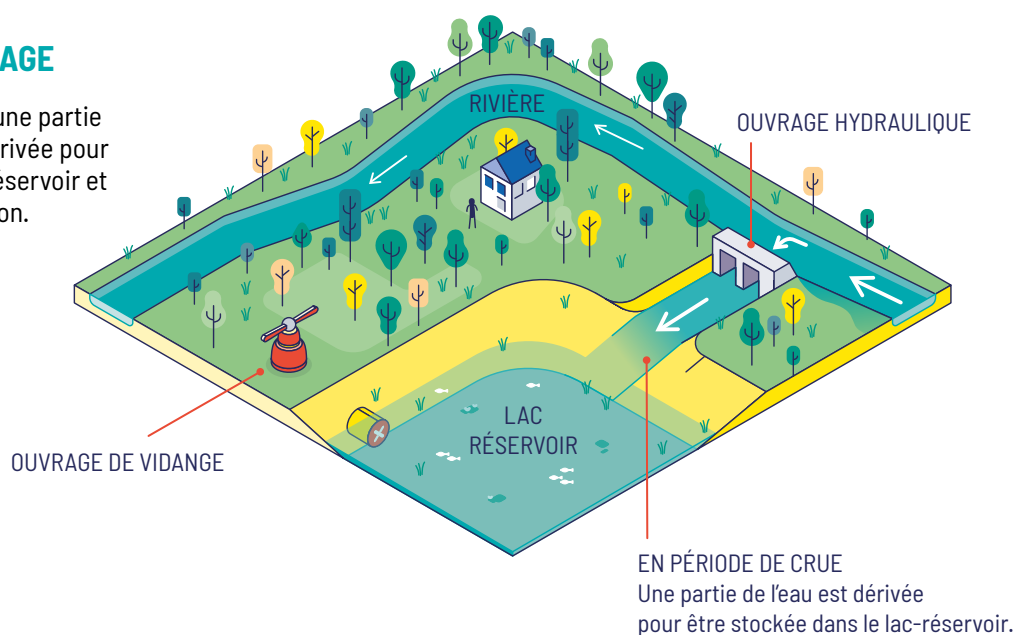 AGE
une partie
rivée pour
éservoir et
on.
RIVIÈRE
OUVRAGE HYDRAULIQUE
LAC
RÉSERVOIR
OUVRAGE DE VIDANGE
EN PÉRIODE DE CRUE
Une partie de l'eau est dérivée
pour être stockée dans le lac-réservoir.